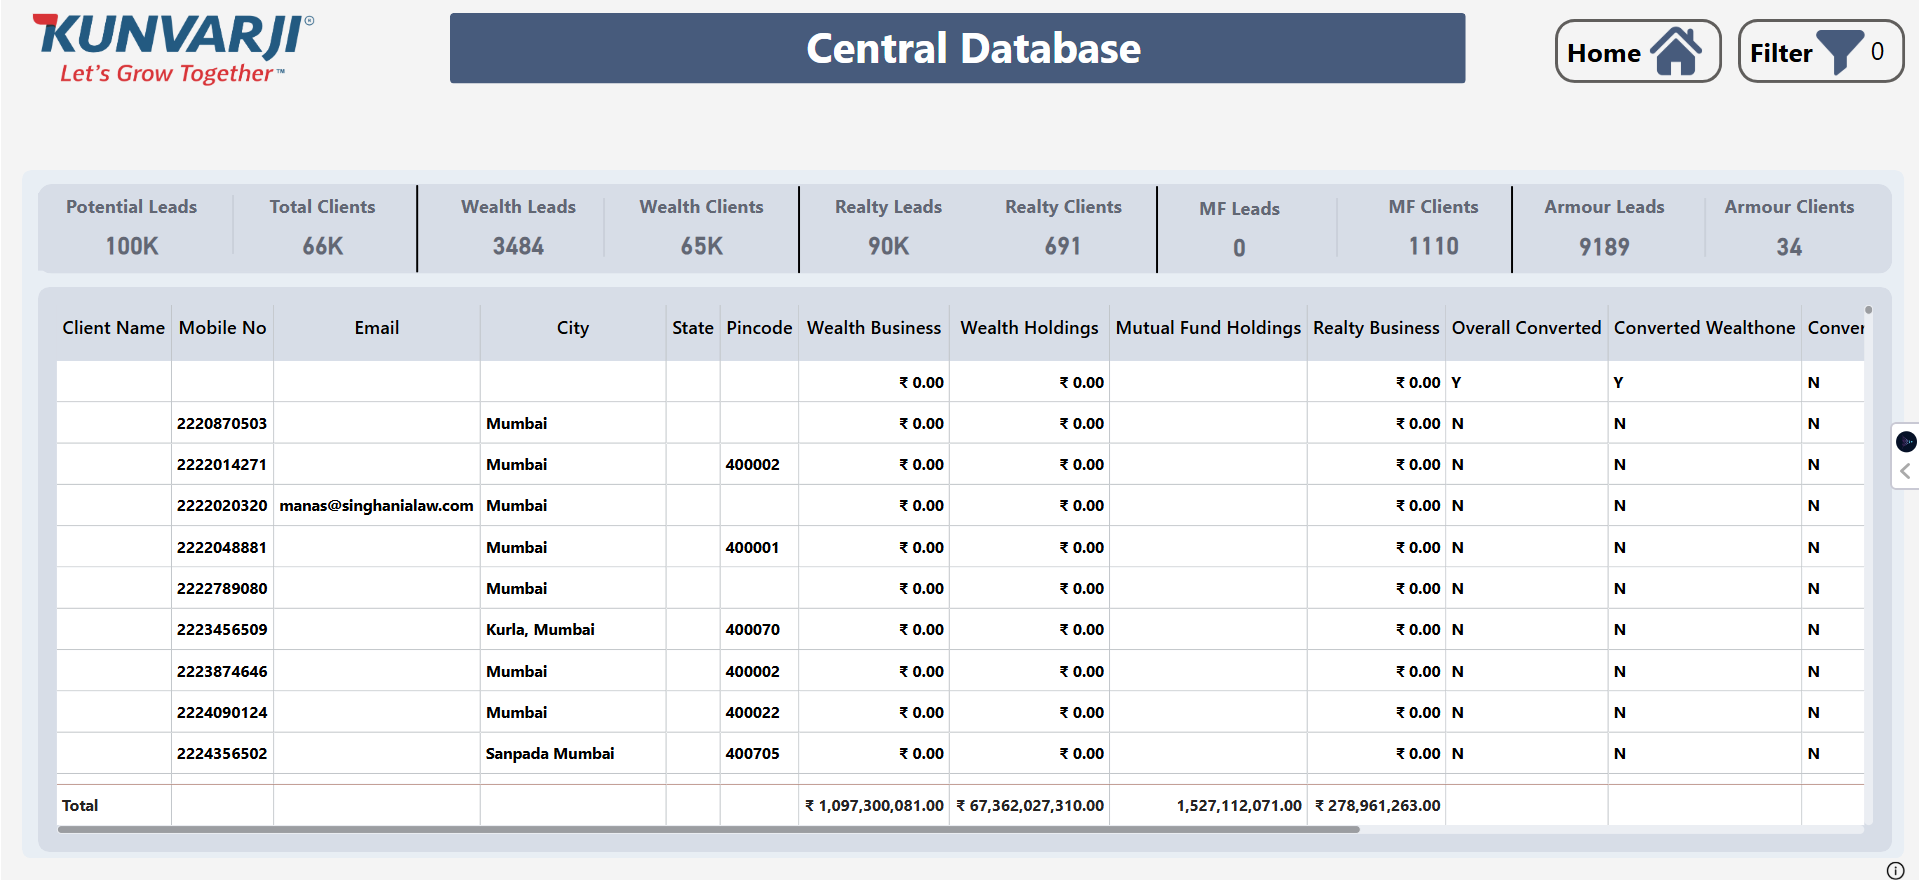 KUNVARJI®
Let's Grow Together™
Central Database
Home
Filter 0
Potential Leads Total Clients Wealth Leads Wealth Clients Realty Leads Realty Clients MF Leads MF Clients Armour Leads Armour Clients
100K 66K 3484 65K 90K 691 0 1110 9189 34
Client Name Mobile No Email City State Pincode Wealth Business Wealth Holdings Mutual Fund Holdings Realty Business Overall Converted Converted Wealthone Conver
₹ 0.00 ₹ 0.00 ₹ 0.00 Y Y N
2220870503 Mumbai ₹ 0.00 ₹ 0.00 ₹ 0.00 N N N
2222014271 Mumbai 400002 ₹ 0.00 ₹ 0.00 ₹ 0.00 N N N
2222020320 manas@singhanialaw.com Mumbai ₹ 0.00 ₹ 0.00 ₹ 0.00 N N N
2222048881 Mumbai 400001 ₹ 0.00 ₹ 0.00 ₹ 0.00 N N N
2222789080 Mumbai ₹ 0.00 ₹ 0.00 ₹ 0.00 N N N
2223456509 Kurla, Mumbai 400070 ₹ 0.00 ₹ 0.00 ₹ 0.00 N N N
2223874646 Mumbai 400002 ₹ 0.00 ₹ 0.00 ₹ 0.00 N N N
2224090124 Mumbai 400022 ₹ 0.00 ₹ 0.00 ₹ 0.00 N N N
2224356502 Sanpada Mumbai 400705 ₹ 0.00 ₹ 0.00 ₹ 0.00 N N N
Total ₹ 1,097,300,081.00 ₹ 67,362,027,310.00 1,527,112,071.00 ₹ 278,961,263.00